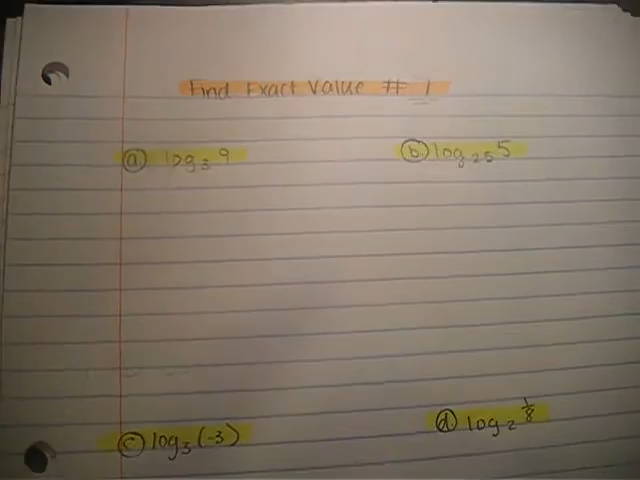 Find Exact Value # 1
(a) log₃ 9
(b) log₂₅ 5
(c) log₃ (-3)
(d) log₂ 1/8